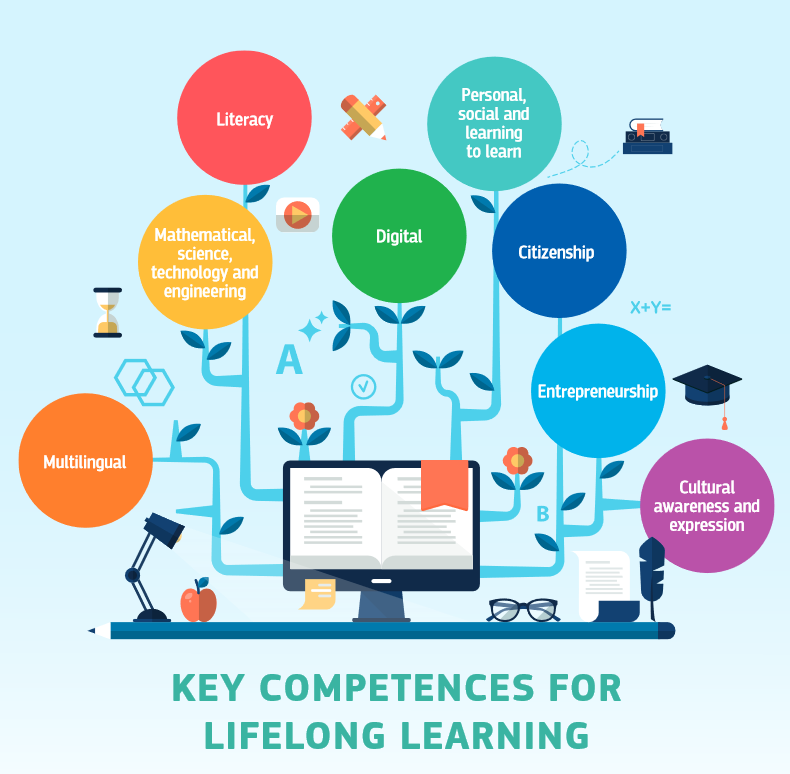 Literacy
Personal,
social and
learning
to learn
Mathematical,
science,
technology and
engineering
Digital
Citizenship
X+Y=
A
Entrepreneurship
Multilingual
B
Cultural
awareness and
expression
KEY COMPETENCES FOR
LIFELONG LEARNING